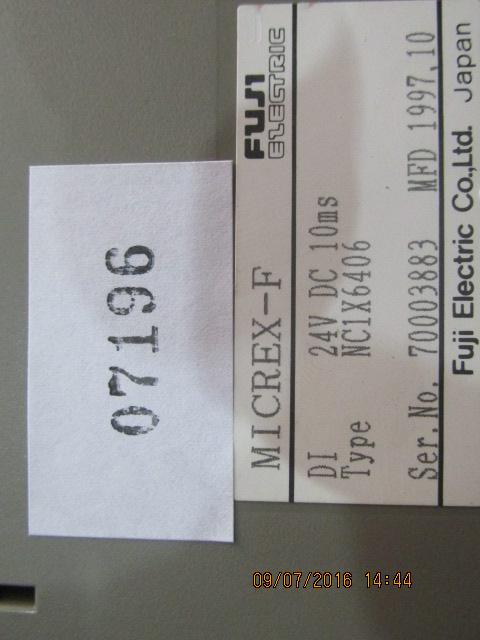 07196
FUJI
ELECTRIC
MICREX-F
DI 24V DC 10ms
Type NC1X6406
Ser.No. 70003883 MFD 1997.10
Fuji Electric Co.,Ltd. Japan
09/07/2016 14:44